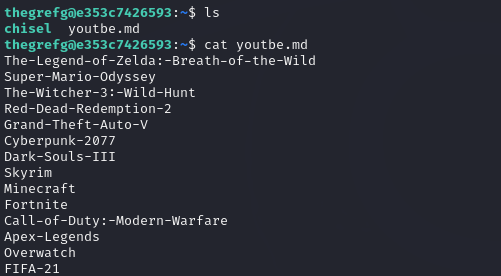 thegrefg@e353c7426593:~$ ls
chisel  youtbe.md
thegrefg@e353c7426593:~$ cat youtbe.md
The-Legend-of-Zelda:-Breath-of-the-Wild
Super-Mario-Odyssey
The-Witcher-3:-Wild-Hunt
Red-Dead-Redemption-2
Grand-Theft-Auto-V
Cyberpunk-2077
Dark-Souls-III
Skyrim
Minecraft
Fortnite
Call-of-Duty:-Modern-Warfare
Apex-Legends
Overwatch
FIFA-21